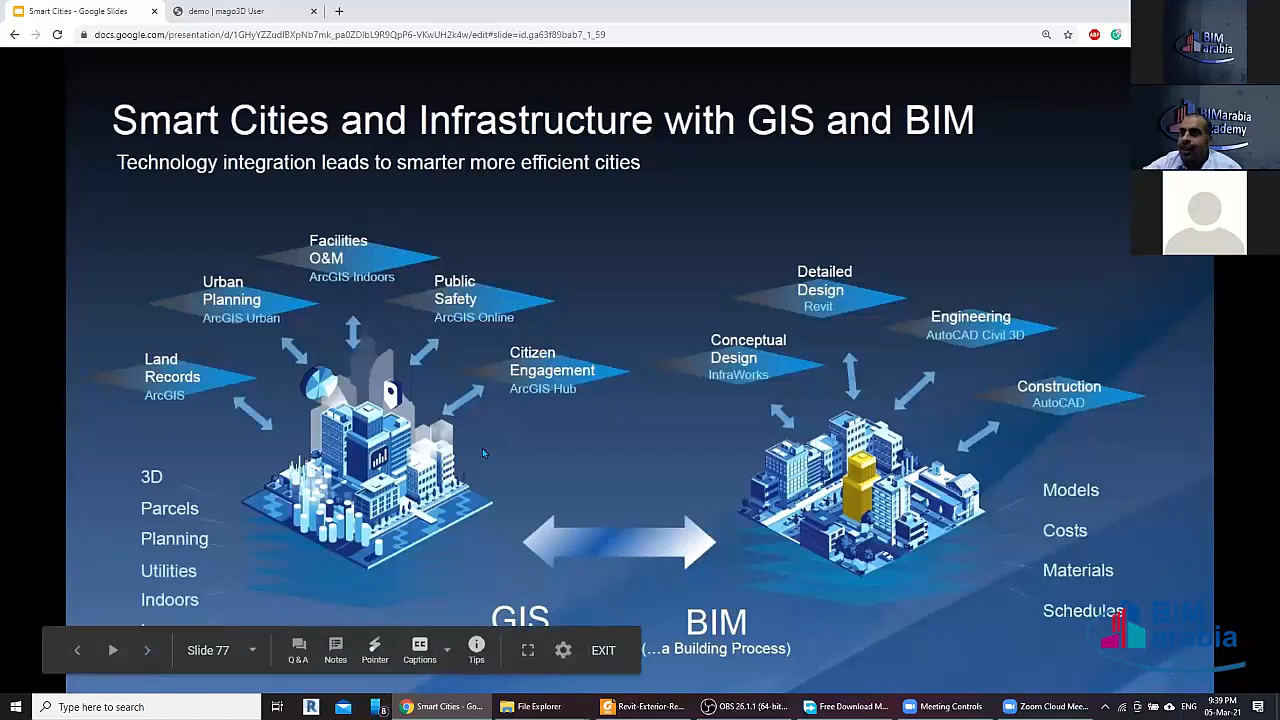 Smart Cities - Google Slides
demo | mago3D User
docs.google.com/presentation/d/1GHyYZZudIBXpNb7mk_pa0ZDlbL9R9QpP6-VKwUH2k4w/edit#slide=id.ga63f89bab7_1_59
ABP
BIM
arabia
BIMarabia
Academy
Smart Cities and Infrastructure with GIS and BIM
Technology integration leads to smarter more efficient cities
Facilities
O&M
ArcGIS Indoors
Urban
Planning
ArcGIS Urban
Public
Safety
ArcGIS Online
Land
Records
ArcGIS
Citizen
Engagement
ArcGIS Hub
Detailed
Design
Revit
Engineering
AutoCAD Civil 3D
Conceptual
Design
InfraWorks
Construction
AutoCAD
3D
Parcels
Planning
Utilities
Indoors
Models
Costs
Materials
Schedules
GIS
BIM
(...a Building Process)
BIM
arabia
Slide 77
Q & A
Notes
Pointer
Captions
Tips
EXIT
Type here to search
Smart Cities - Go...
File Explorer
Revit-Exterior-Re...
OBS 26.1.1 (64-bit...
Free Download M...
Meeting Controls
Zoom Cloud Mee...
9:39 PM
05-Mar-21